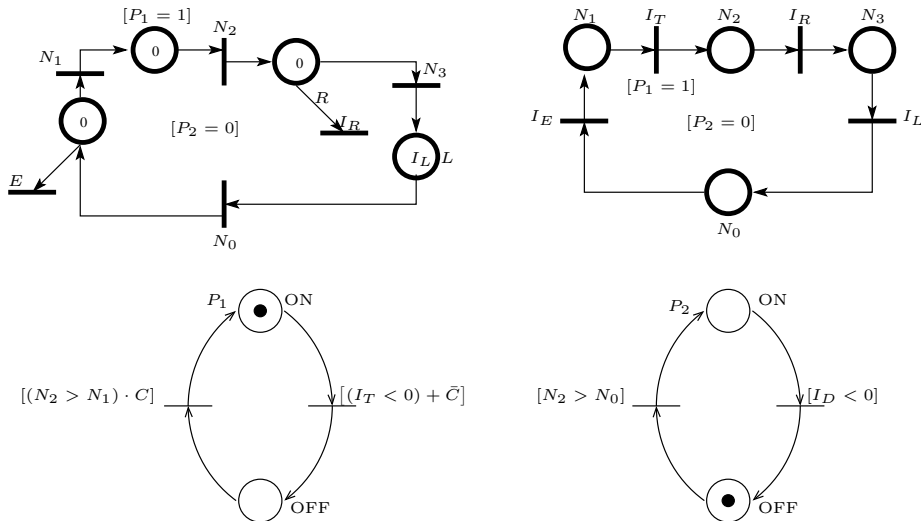 [P₁ = 1]
N₂
N₁
0
0
N₃
R
0
[P₂ = 0]
I_R
I_L
L
E
N₀
N₁
I_T
N₂
I_R
N₃
[P₁ = 1]
I_E
[P₂ = 0]
I_L
N₀
P₁
ON
[(N₂ > N₁) · C]
[(I_T < 0) + C̄]
OFF
P₂
ON
[N₂ > N₀]
[I_D < 0]
OFF